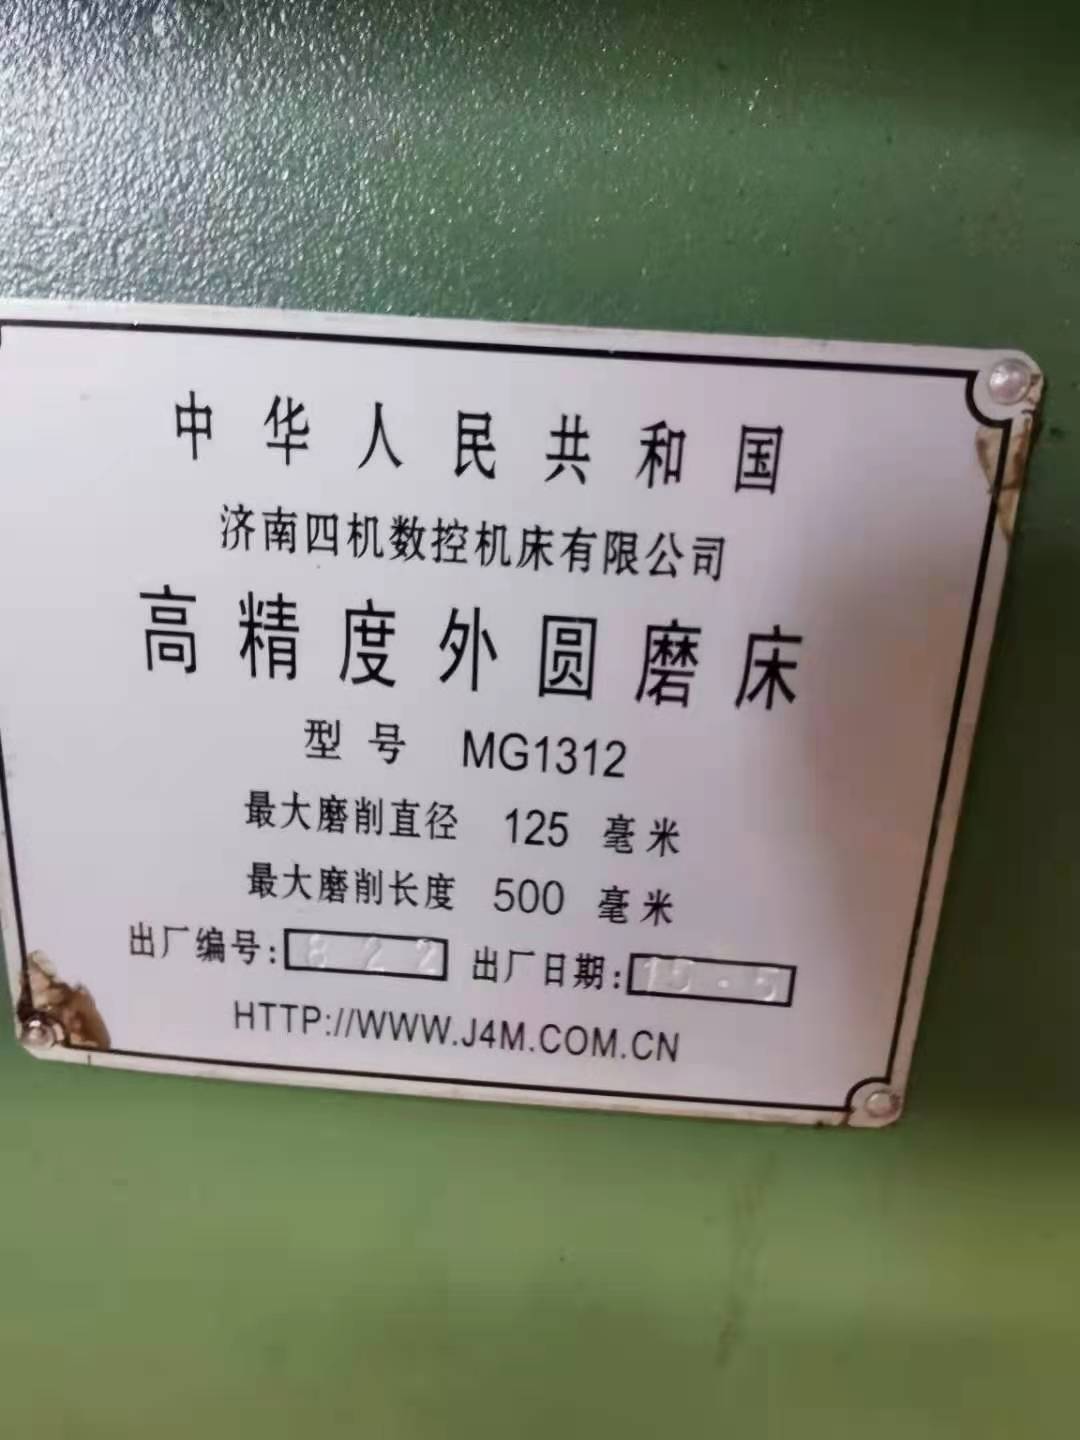 中华人民共和国
济南四机数控机床有限公司
高精度外圆磨床
型号 MG1312
最大磨削直径 125 毫米
最大磨削长度 500 毫米
出厂编号: 822 出厂日期: 15.5
HTTP://WWW.J4M.COM.CN